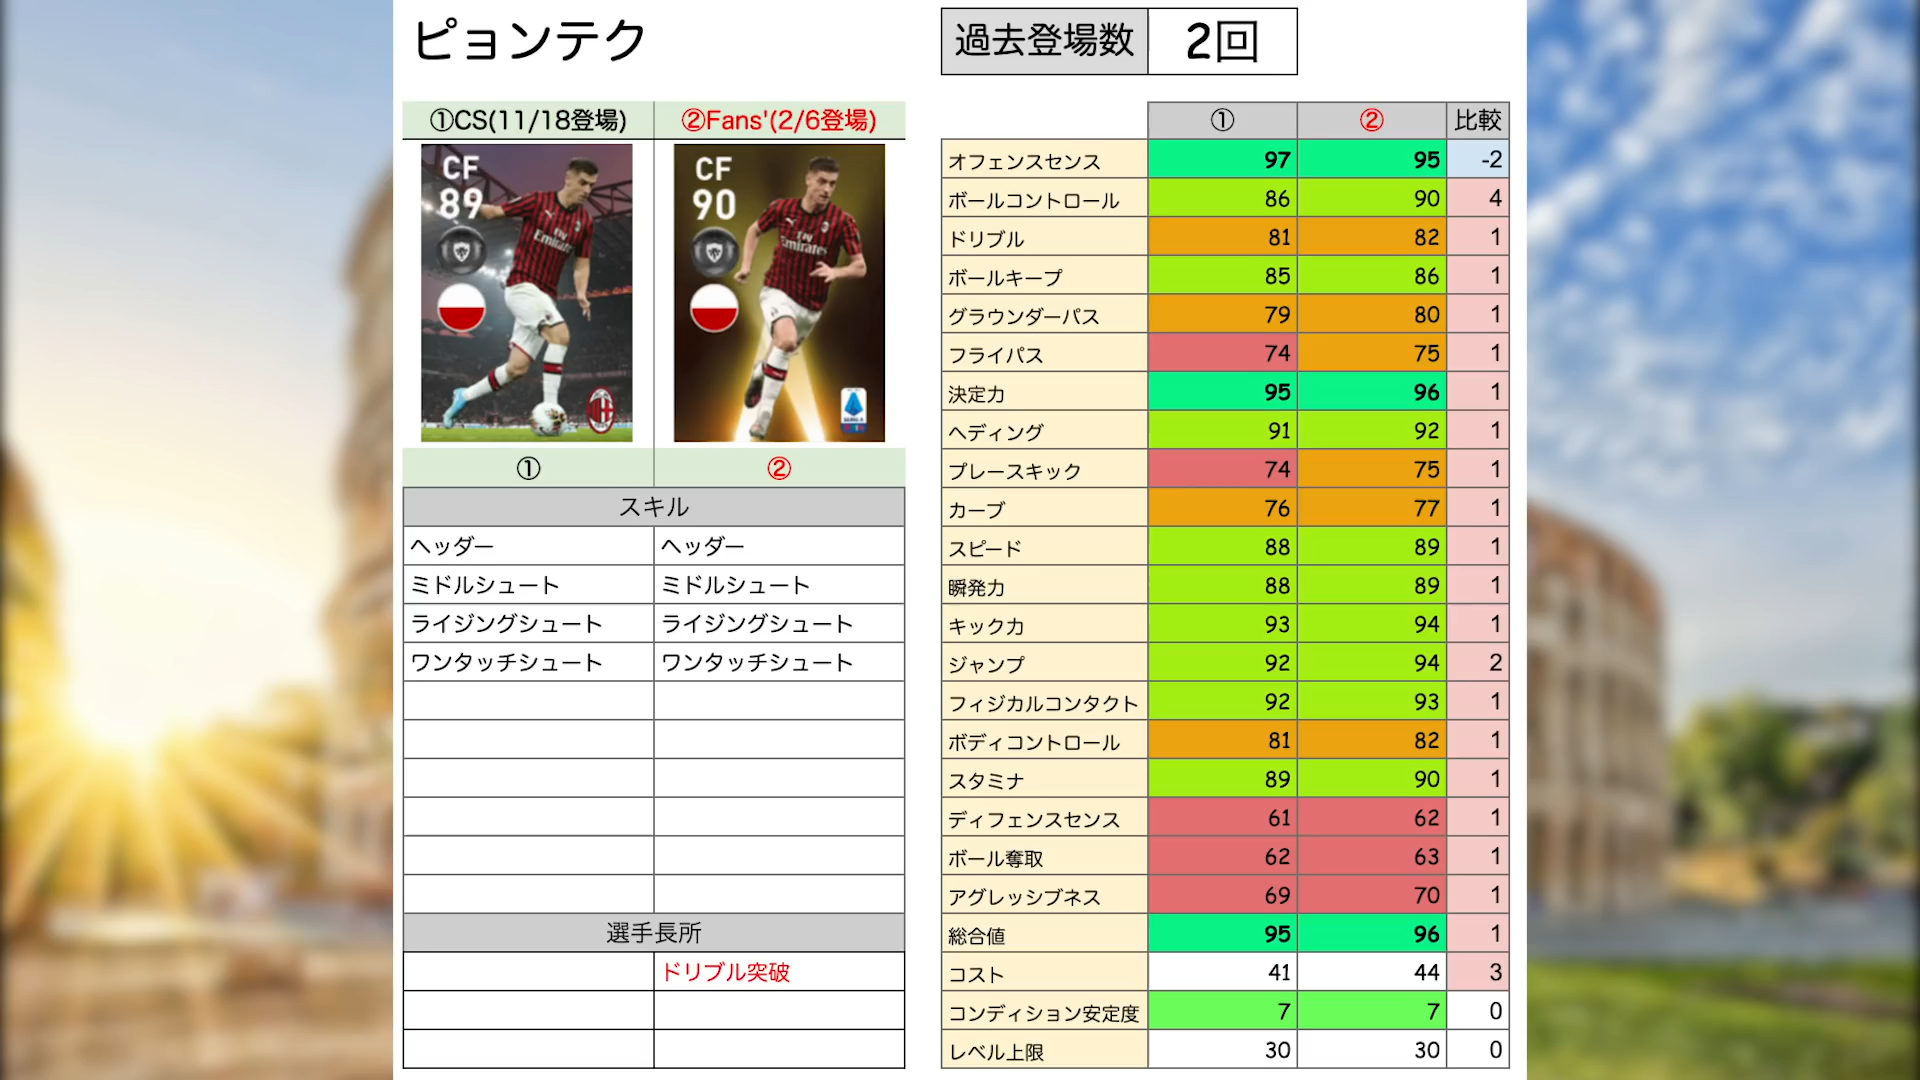 ピョンテク
過去登場数 2回
①CS(11/18登場) ②Fans'(2/6登場)
CF
89
Emirates
CF
90
Emirates
① ②
スキル
ヘッダー ヘッダー
ミドルシュート ミドルシュート
ライジングシュート ライジングシュート
ワンタッチシュート ワンタッチシュート
選手長所
ドリブル突破
① ② 比較
オフェンスセンス 97 95 -2
ボールコントロール 86 90 4
ドリブル 81 82 1
ボールキープ 85 86 1
グラウンダーパス 79 80 1
フライパス 74 75 1
決定力 95 96 1
ヘディング 91 92 1
プレースキック 74 75 1
カーブ 76 77 1
スピード 88 89 1
瞬発力 88 89 1
キック力 93 94 1
ジャンプ 92 94 2
フィジカルコンタクト 92 93 1
ボディコントロール 81 82 1
スタミナ 89 90 1
ディフェンスセンス 61 62 1
ボール奪取 62 63 1
アグレッシブネス 69 70 1
総合値 95 96 1
コスト 41 44 3
コンディション安定度 7 7 0
レベル上限 30 30 0